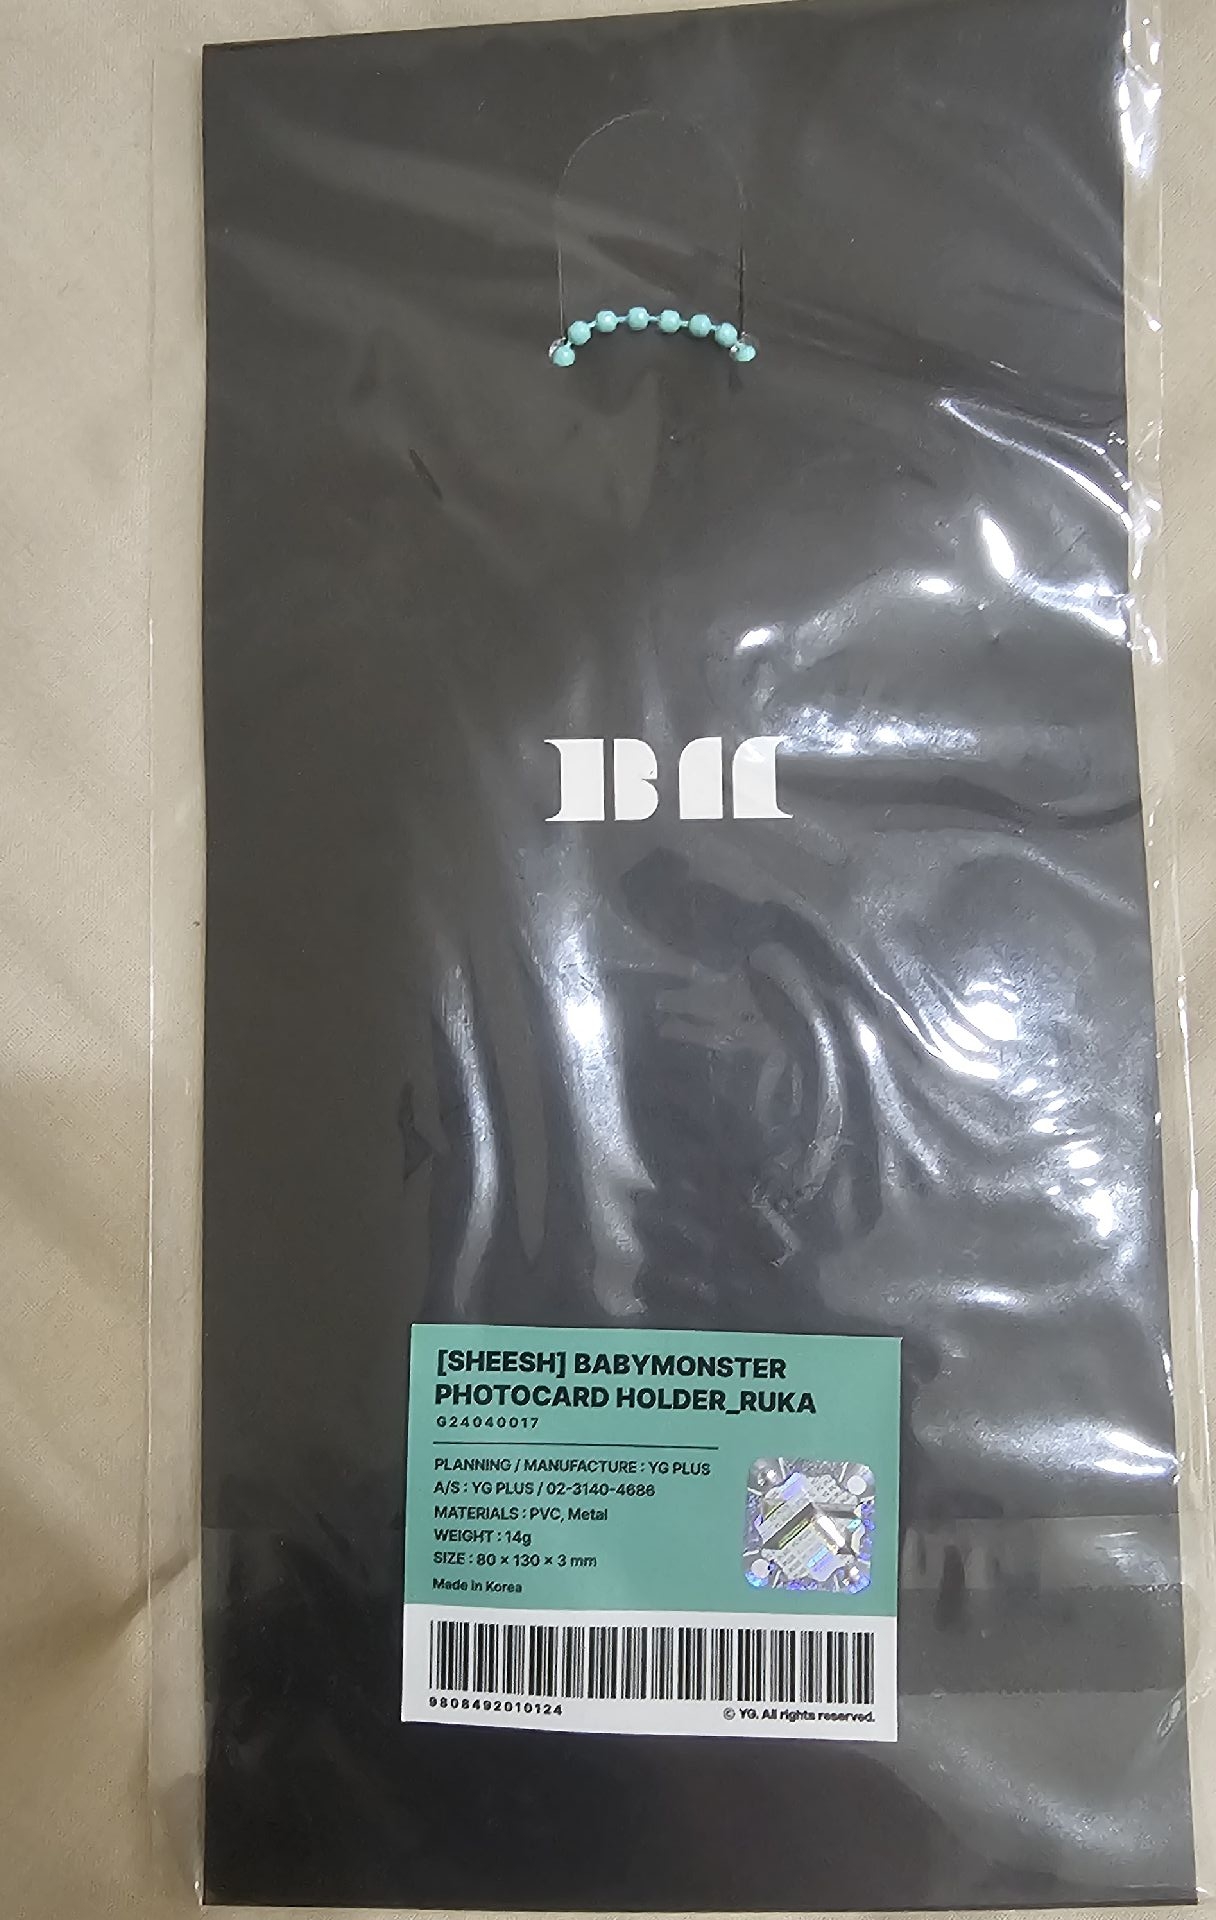 BM
[SHEESH] BABYMONSTER
PHOTOCARD HOLDER_RUKA
G24040017
PLANNING / MANUFACTURE : YG PLUS
A/S : YG PLUS / 02-3140-4686
MATERIALS : PVC, Metal
WEIGHT : 14g
SIZE : 80 × 130 × 3 mm
Made in Korea
9808492010124
© YG. All rights reserved.